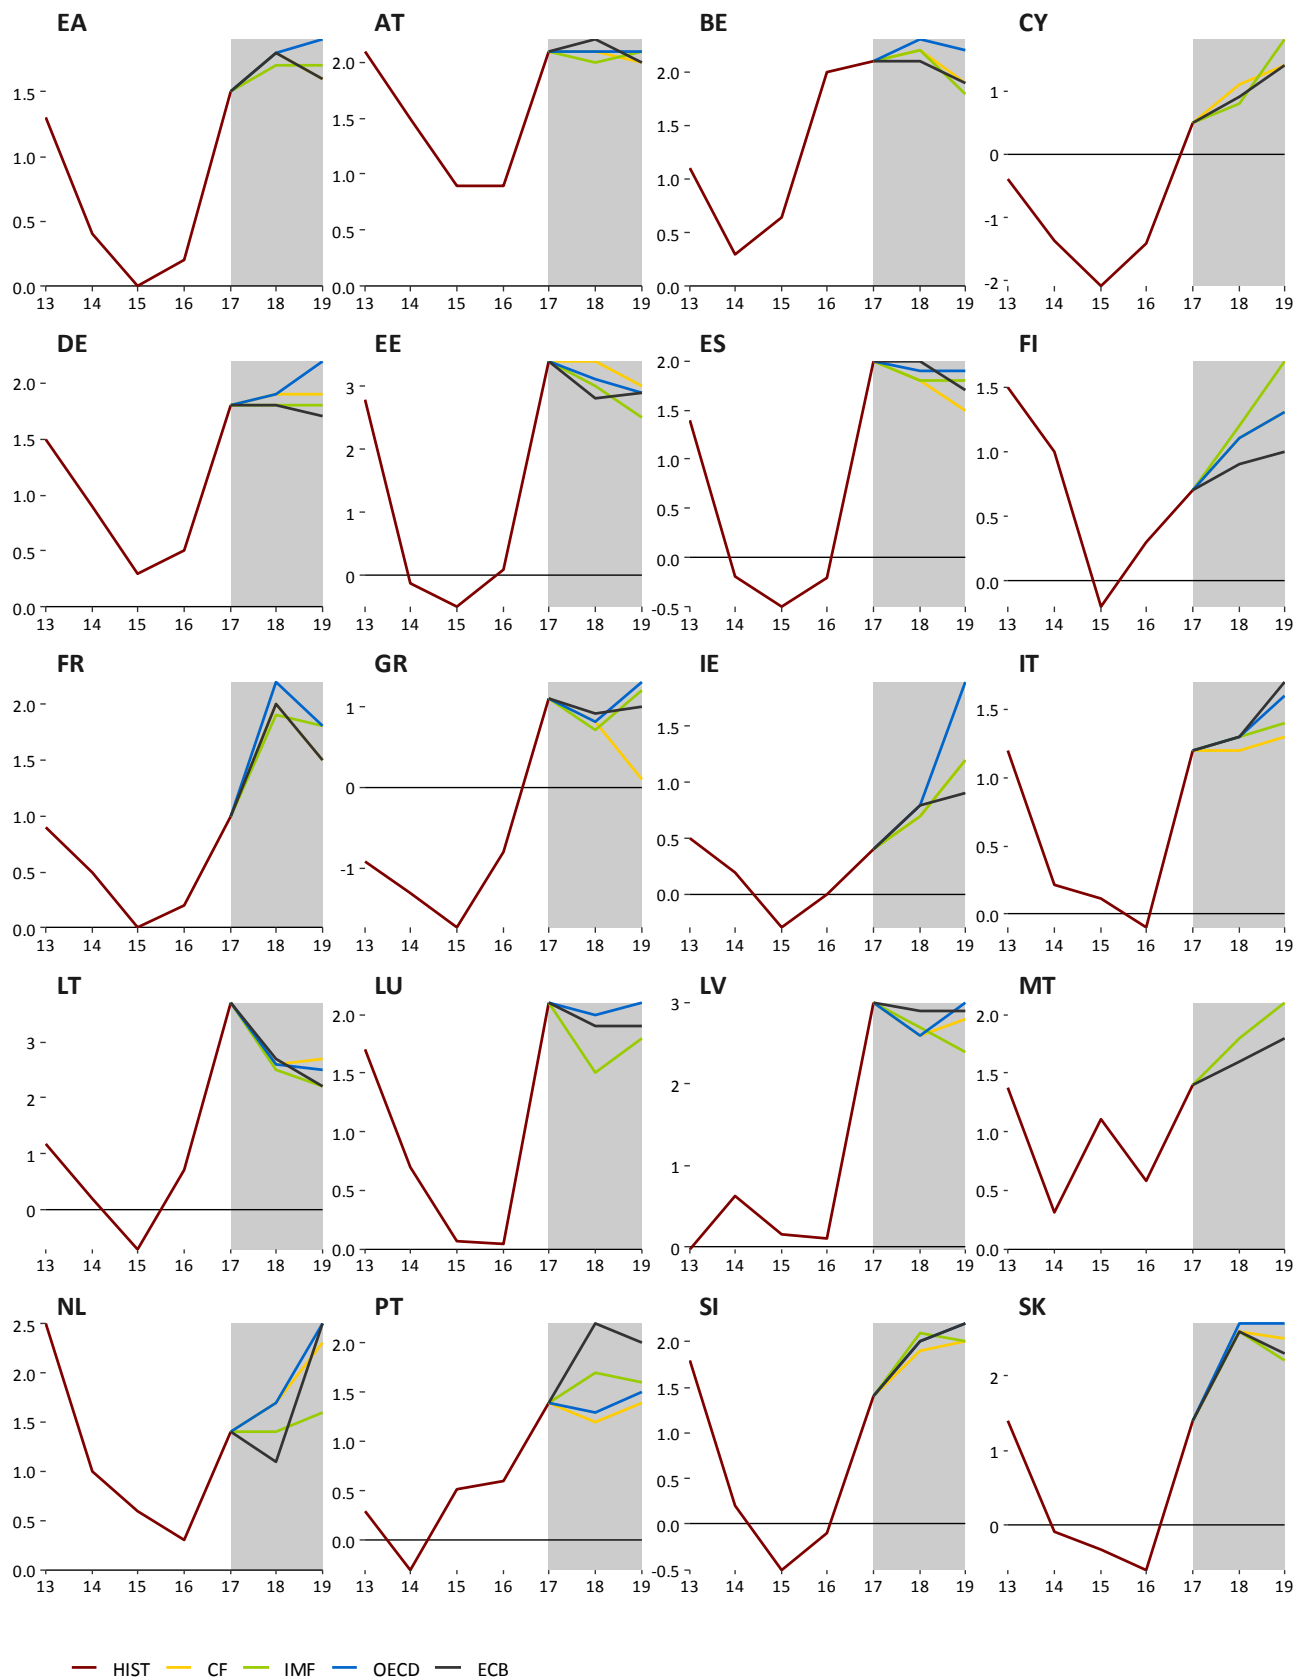 EA AT BE CY
1.5 2.0 2.0 1
1.0 1.5 1.5 0
0.5 1.0 1.0 -1
0.0 0.5 0.5 -2
0.0 0.0
13 14 15 16 17 18 19 13 14 15 16 17 18 19 13 14 15 16 17 18 19 13 14 15 16 17 18 19
DE EE ES FI
2.0 3 2.0 1.5
1.5 2 1.5 1.0
1.0 1 1.0 0.5
0.5 0 0.5 0.0
0.0 0.0
-0.5
13 14 15 16 17 18 19 13 14 15 16 17 18 19 13 14 15 16 17 18 19 13 14 15 16 17 18 19
FR GR IE IT
2.0 1 1.5 1.5
1.5 0 1.0 1.0
1.0 -1 0.5 0.5
0.5 0.0 0.0
0.0
13 14 15 16 17 18 19 13 14 15 16 17 18 19 13 14 15 16 17 18 19 13 14 15 16 17 18 19
LT LU LV MT
3 2.0 3 2.0
2 1.5 2 1.5
1 1.0 1 1.0
0 0.5 0 0.5
0.0 0.0
13 14 15 16 17 18 19 13 14 15 16 17 18 19 13 14 15 16 17 18 19 13 14 15 16 17 18 19
NL PT SI SK
2.5 2.0 2.0 2
2.0 1.5 1.5 1
1.5 1.0 1.0 0
1.0 0.5 0.5
0.5 0.0 0.0
0.0 -0.5
13 14 15 16 17 18 19 13 14 15 16 17 18 19 13 14 15 16 17 18 19 13 14 15 16 17 18 19
HIST CF IMF OECD ECB